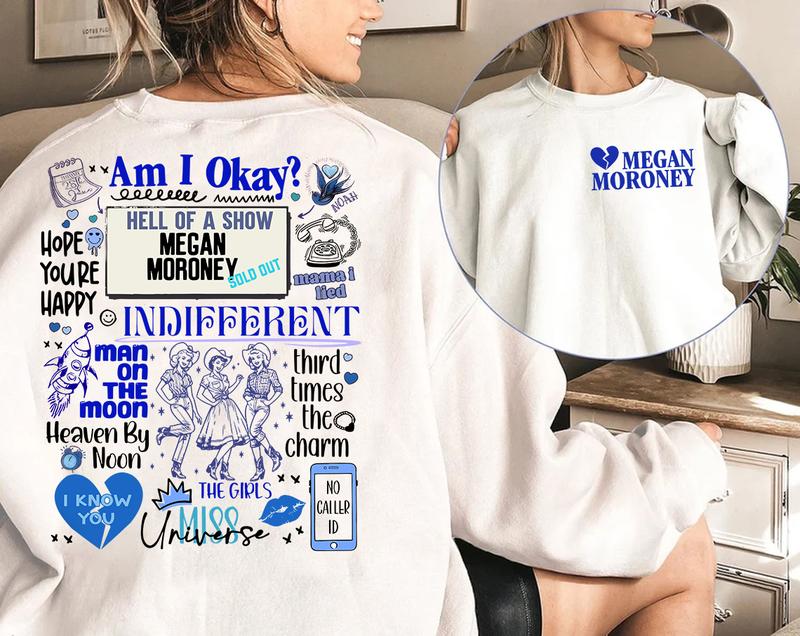 Am I Okay?
NOAH
HELL OF A SHOW
MEGAN
MORONEY
SOLD OUT
HOPE
YOU'RE
HAPPY
mama i
lied
INDIFFERENT
MAN
ON
THE
MOON
third
times
the
charm
Heaven By
Noon
THE GIRLS
I KNOW
YOU
MISS
Universe
NO
CALLER
ID
MEGAN
MORONEY